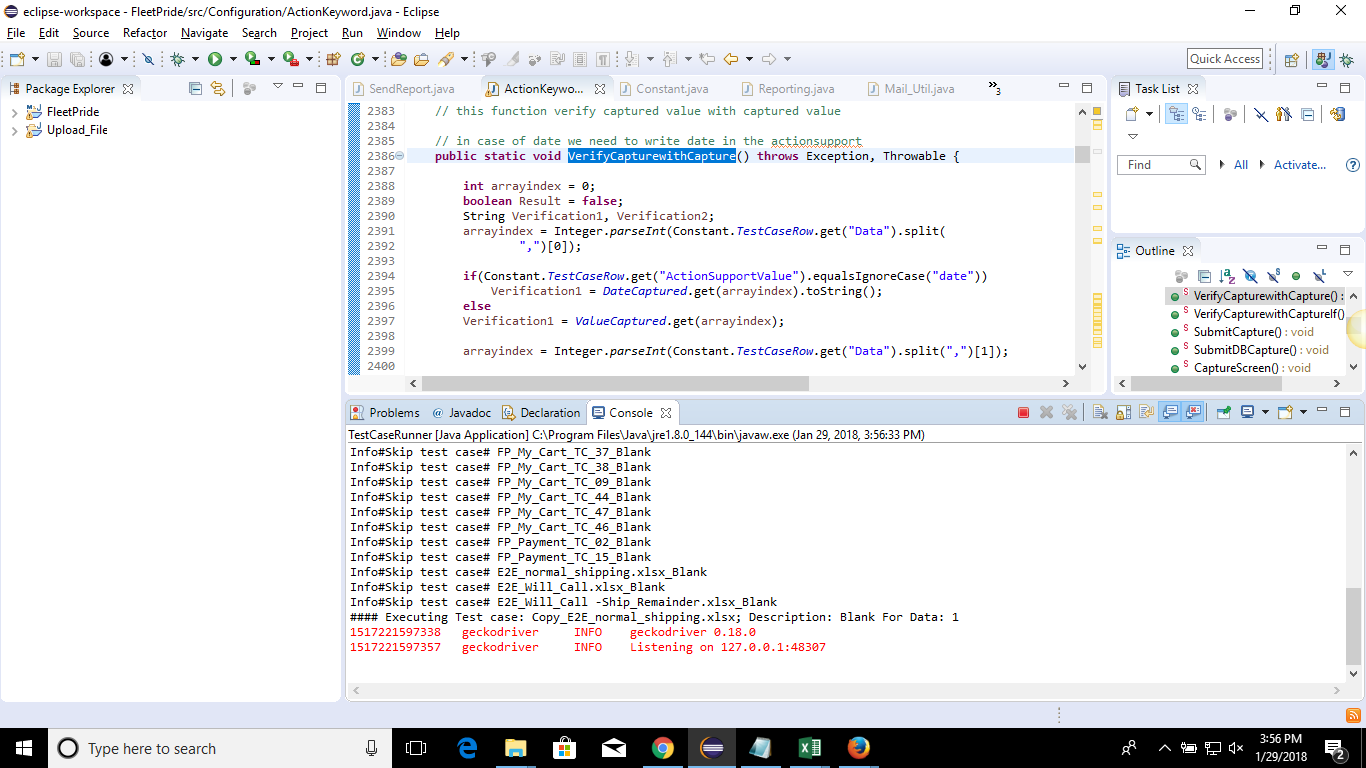 eclipse-workspace - FleetPride/src/Configuration/ActionKeyword.java - Eclipse
File Edit Source Refactor Navigate Search Project Run Window Help
Quick Access
Package Explorer
FleetPride
Upload_File
SendReport.java ActionKeywo... Constant.java Reporting.java Mail_Util.java »3
2383 // this function verify captured value with captured value
2384
2385 // in case of date we need to write date in the actionsupport
2386 public static void VerifyCapturewithCapture() throws Exception, Throwable {
2387
2388 int arrayindex = 0;
2389 boolean Result = false;
2390 String Verification1, Verification2;
2391 arrayindex = Integer.parseInt(Constant.TestCaseRow.get("Data").split(
2392 ",")[0]);
2393
2394 if(Constant.TestCaseRow.get("ActionSupportValue").equalsIgnoreCase("date"))
2395 Verification1 = DateCaptured.get(arrayindex).toString();
2396 else
2397 Verification1 = ValueCaptured.get(arrayindex);
2398
2399 arrayindex = Integer.parseInt(Constant.TestCaseRow.get("Data").split(",")[1]);
2400
Task List
Find All Activate...
Outline
VerifyCapturewithCapture() :
VerifyCapturewithCaptureIf()
SubmitCapture() : void
SubmitDBCapture() : void
CaptureScreen() : void
Problems Javadoc Declaration Console
TestCaseRunner [Java Application] C:\Program Files\Java\jre1.8.0_144\bin\javaw.exe (Jan 29, 2018, 3:56:33 PM)
Info#Skip test case# FP_My_Cart_TC_37_Blank
Info#Skip test case# FP_My_Cart_TC_38_Blank
Info#Skip test case# FP_My_Cart_TC_09_Blank
Info#Skip test case# FP_My_Cart_TC_44_Blank
Info#Skip test case# FP_My_Cart_TC_47_Blank
Info#Skip test case# FP_My_Cart_TC_46_Blank
Info#Skip test case# FP_Payment_TC_02_Blank
Info#Skip test case# FP_Payment_TC_15_Blank
Info#Skip test case# E2E_normal_shipping.xlsx_Blank
Info#Skip test case# E2E_Will_Call.xlsx_Blank
Info#Skip test case# E2E_Will_Call -Ship_Remainder.xlsx_Blank
#### Executing Test case: Copy_E2E_normal_shipping.xlsx; Description: Blank For Data: 1
1517221597338 geckodriver INFO geckodriver 0.18.0
1517221597357 geckodriver INFO Listening on 127.0.0.1:48307
Type here to search
3:56 PM
1/29/2018
2